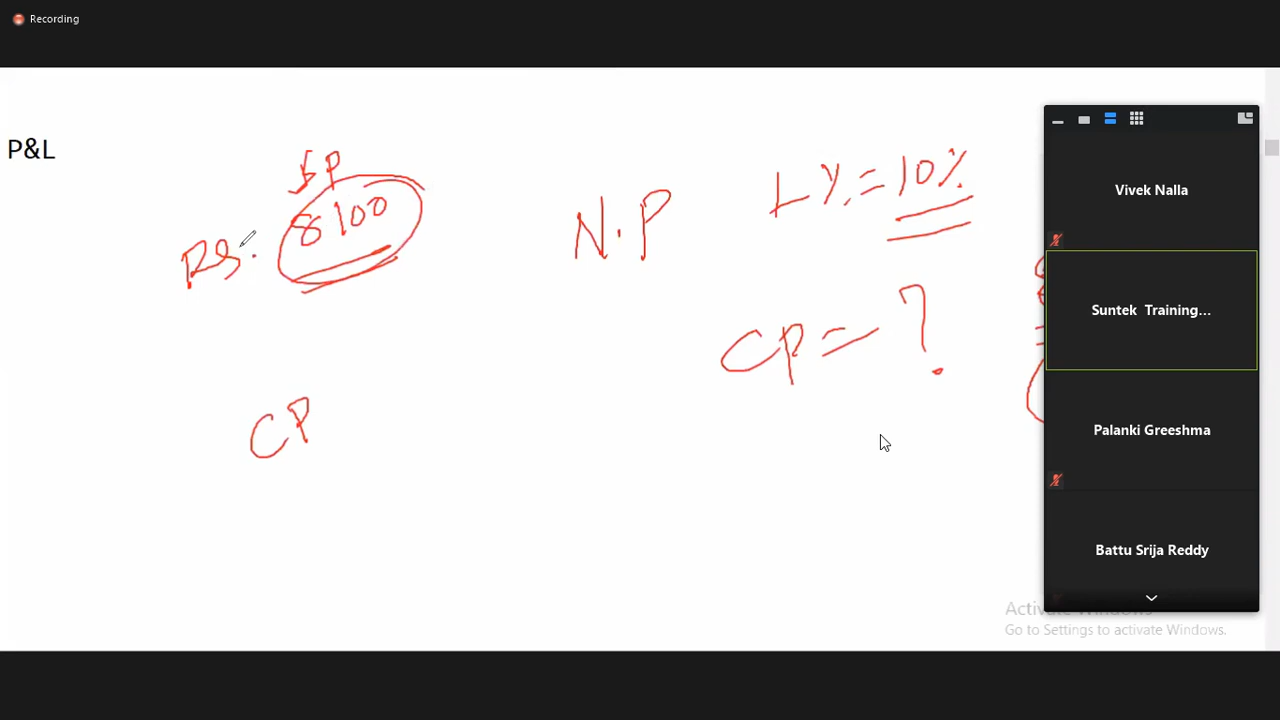 Recording
P&L
SP
RS. 8100
N.P
L%=10%
CP=?
CP
Vivek Nalla
Suntek Training...
Palanki Greeshma
Battu Srija Reddy
Activate Windows
Go to Settings to activate Windows.